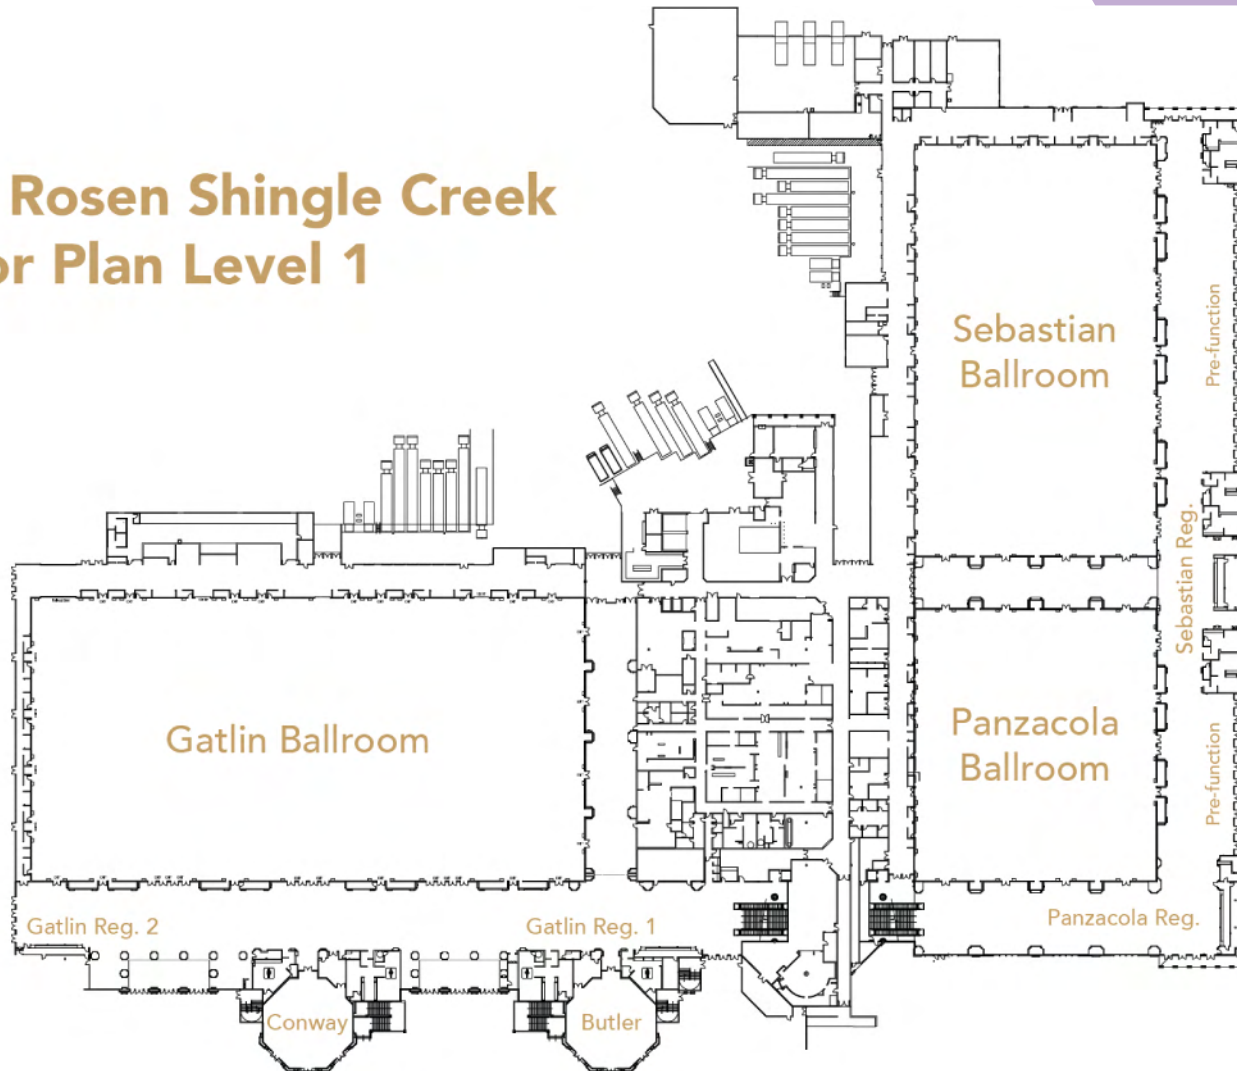 Rosen Shingle Creek
or Plan Level 1
Sebastian
Ballroom
Pre-function
Sebastian Reg.
Gatlin Ballroom
Panzacola
Ballroom
Pre-function
Gatlin Reg. 2
Gatlin Reg. 1
Panzacola Reg.
Conway
Butler